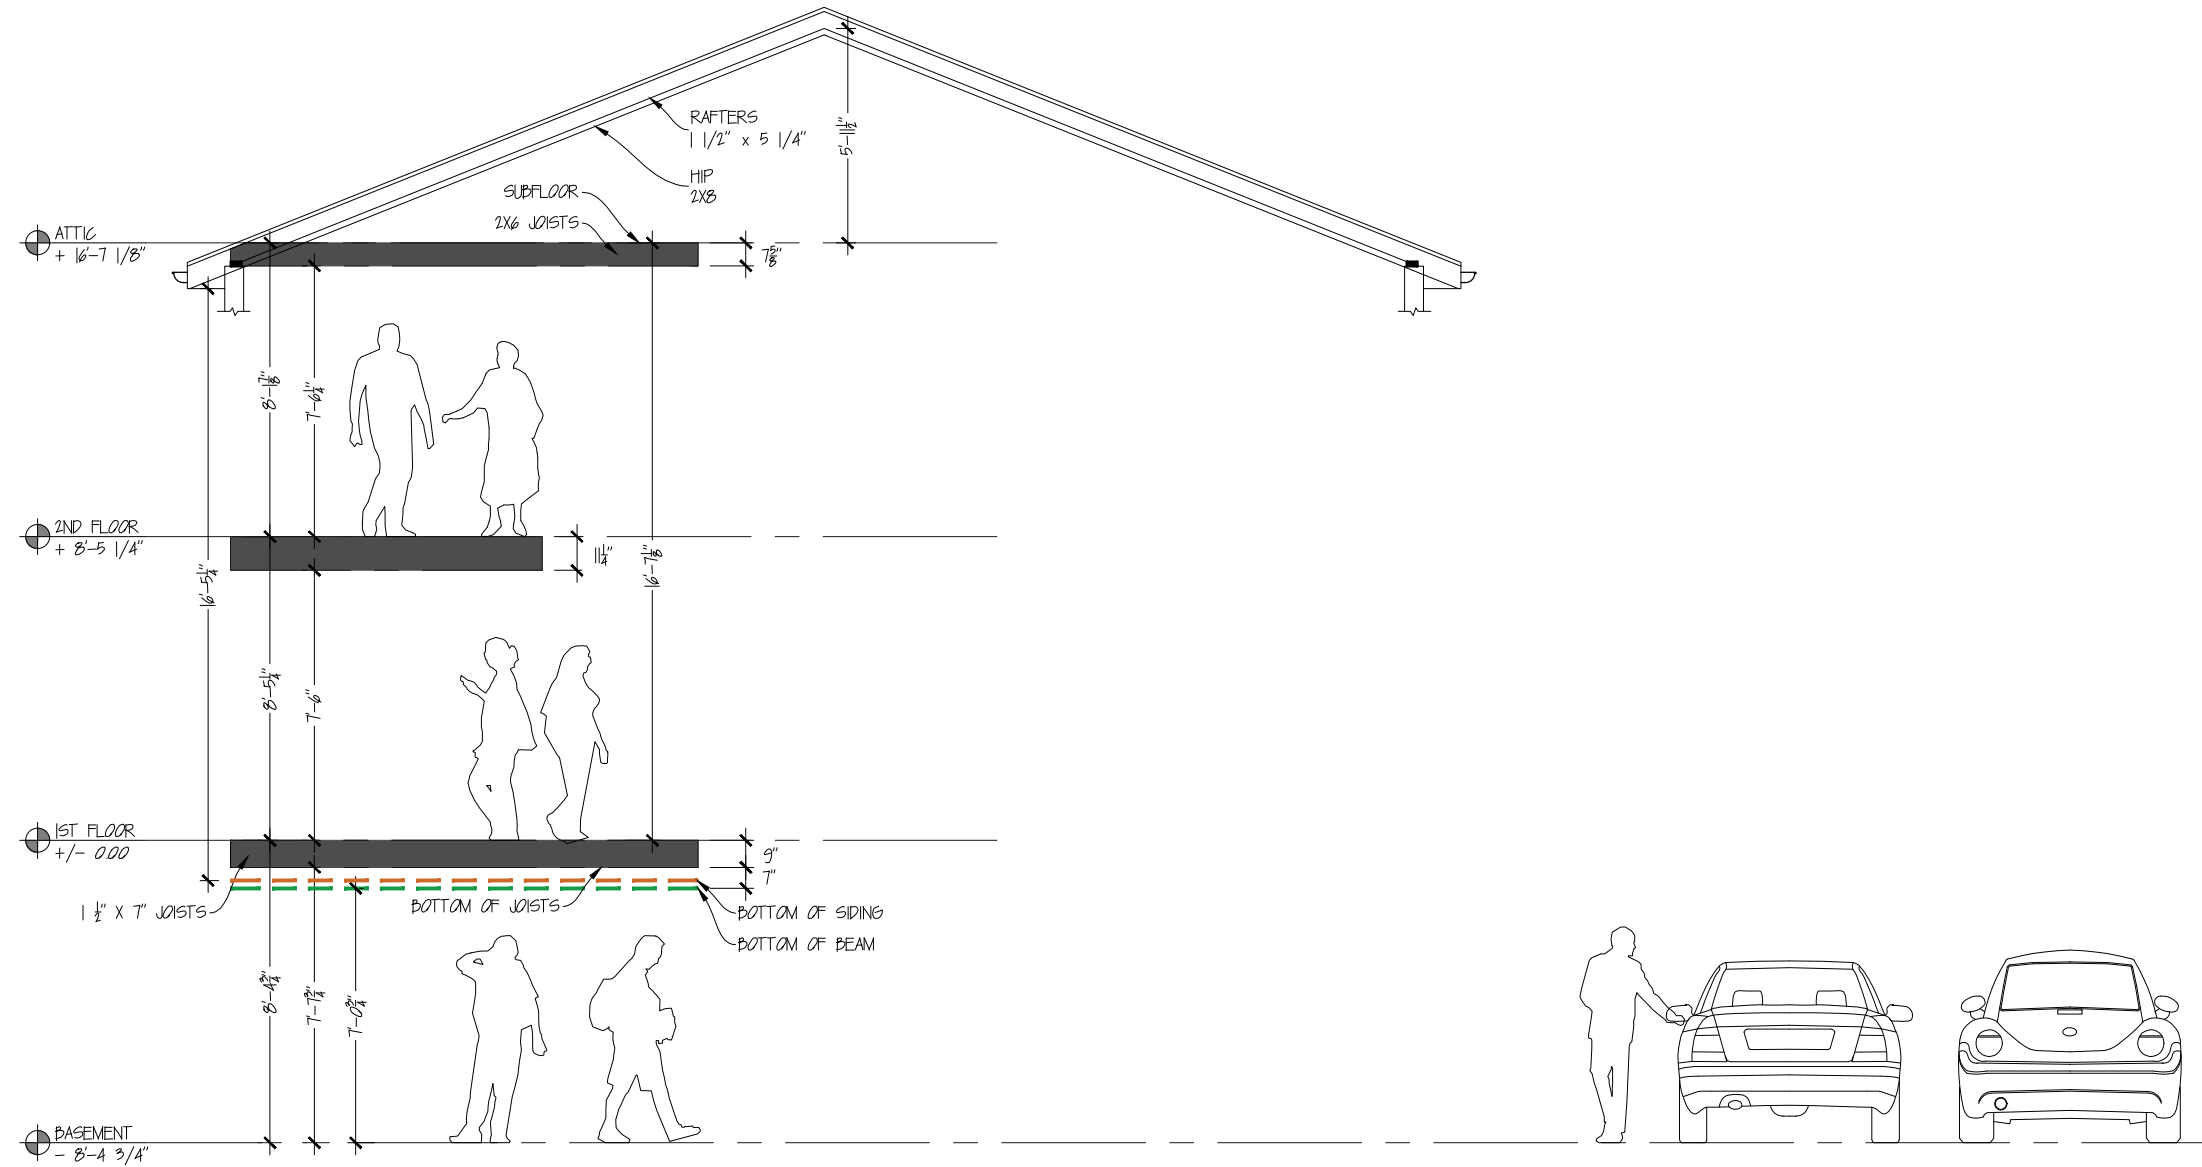 RAFTERS
1 1/2" x 5 1/4"
5'-11½"
HIP
2X8
SUBFLOOR
2X6 JOISTS
ATTIC
+ 16'-7 1/8"
7⅝"
8'-1⅞"
7'-6¼"
2ND FLOOR
+ 8'-5 1/4"
11¼"
16'-5¼"
16'-7⅛"
8'-5¼"
7'-6"
1ST FLOOR
+/- 0.00
9"
7"
1 ½" X 7" JOISTS
BOTTOM OF JOISTS
BOTTOM OF SIDING
BOTTOM OF BEAM
8'-4¾"
7'-7¾"
7'-0¾"
BASEMENT
- 8'-4 3/4"